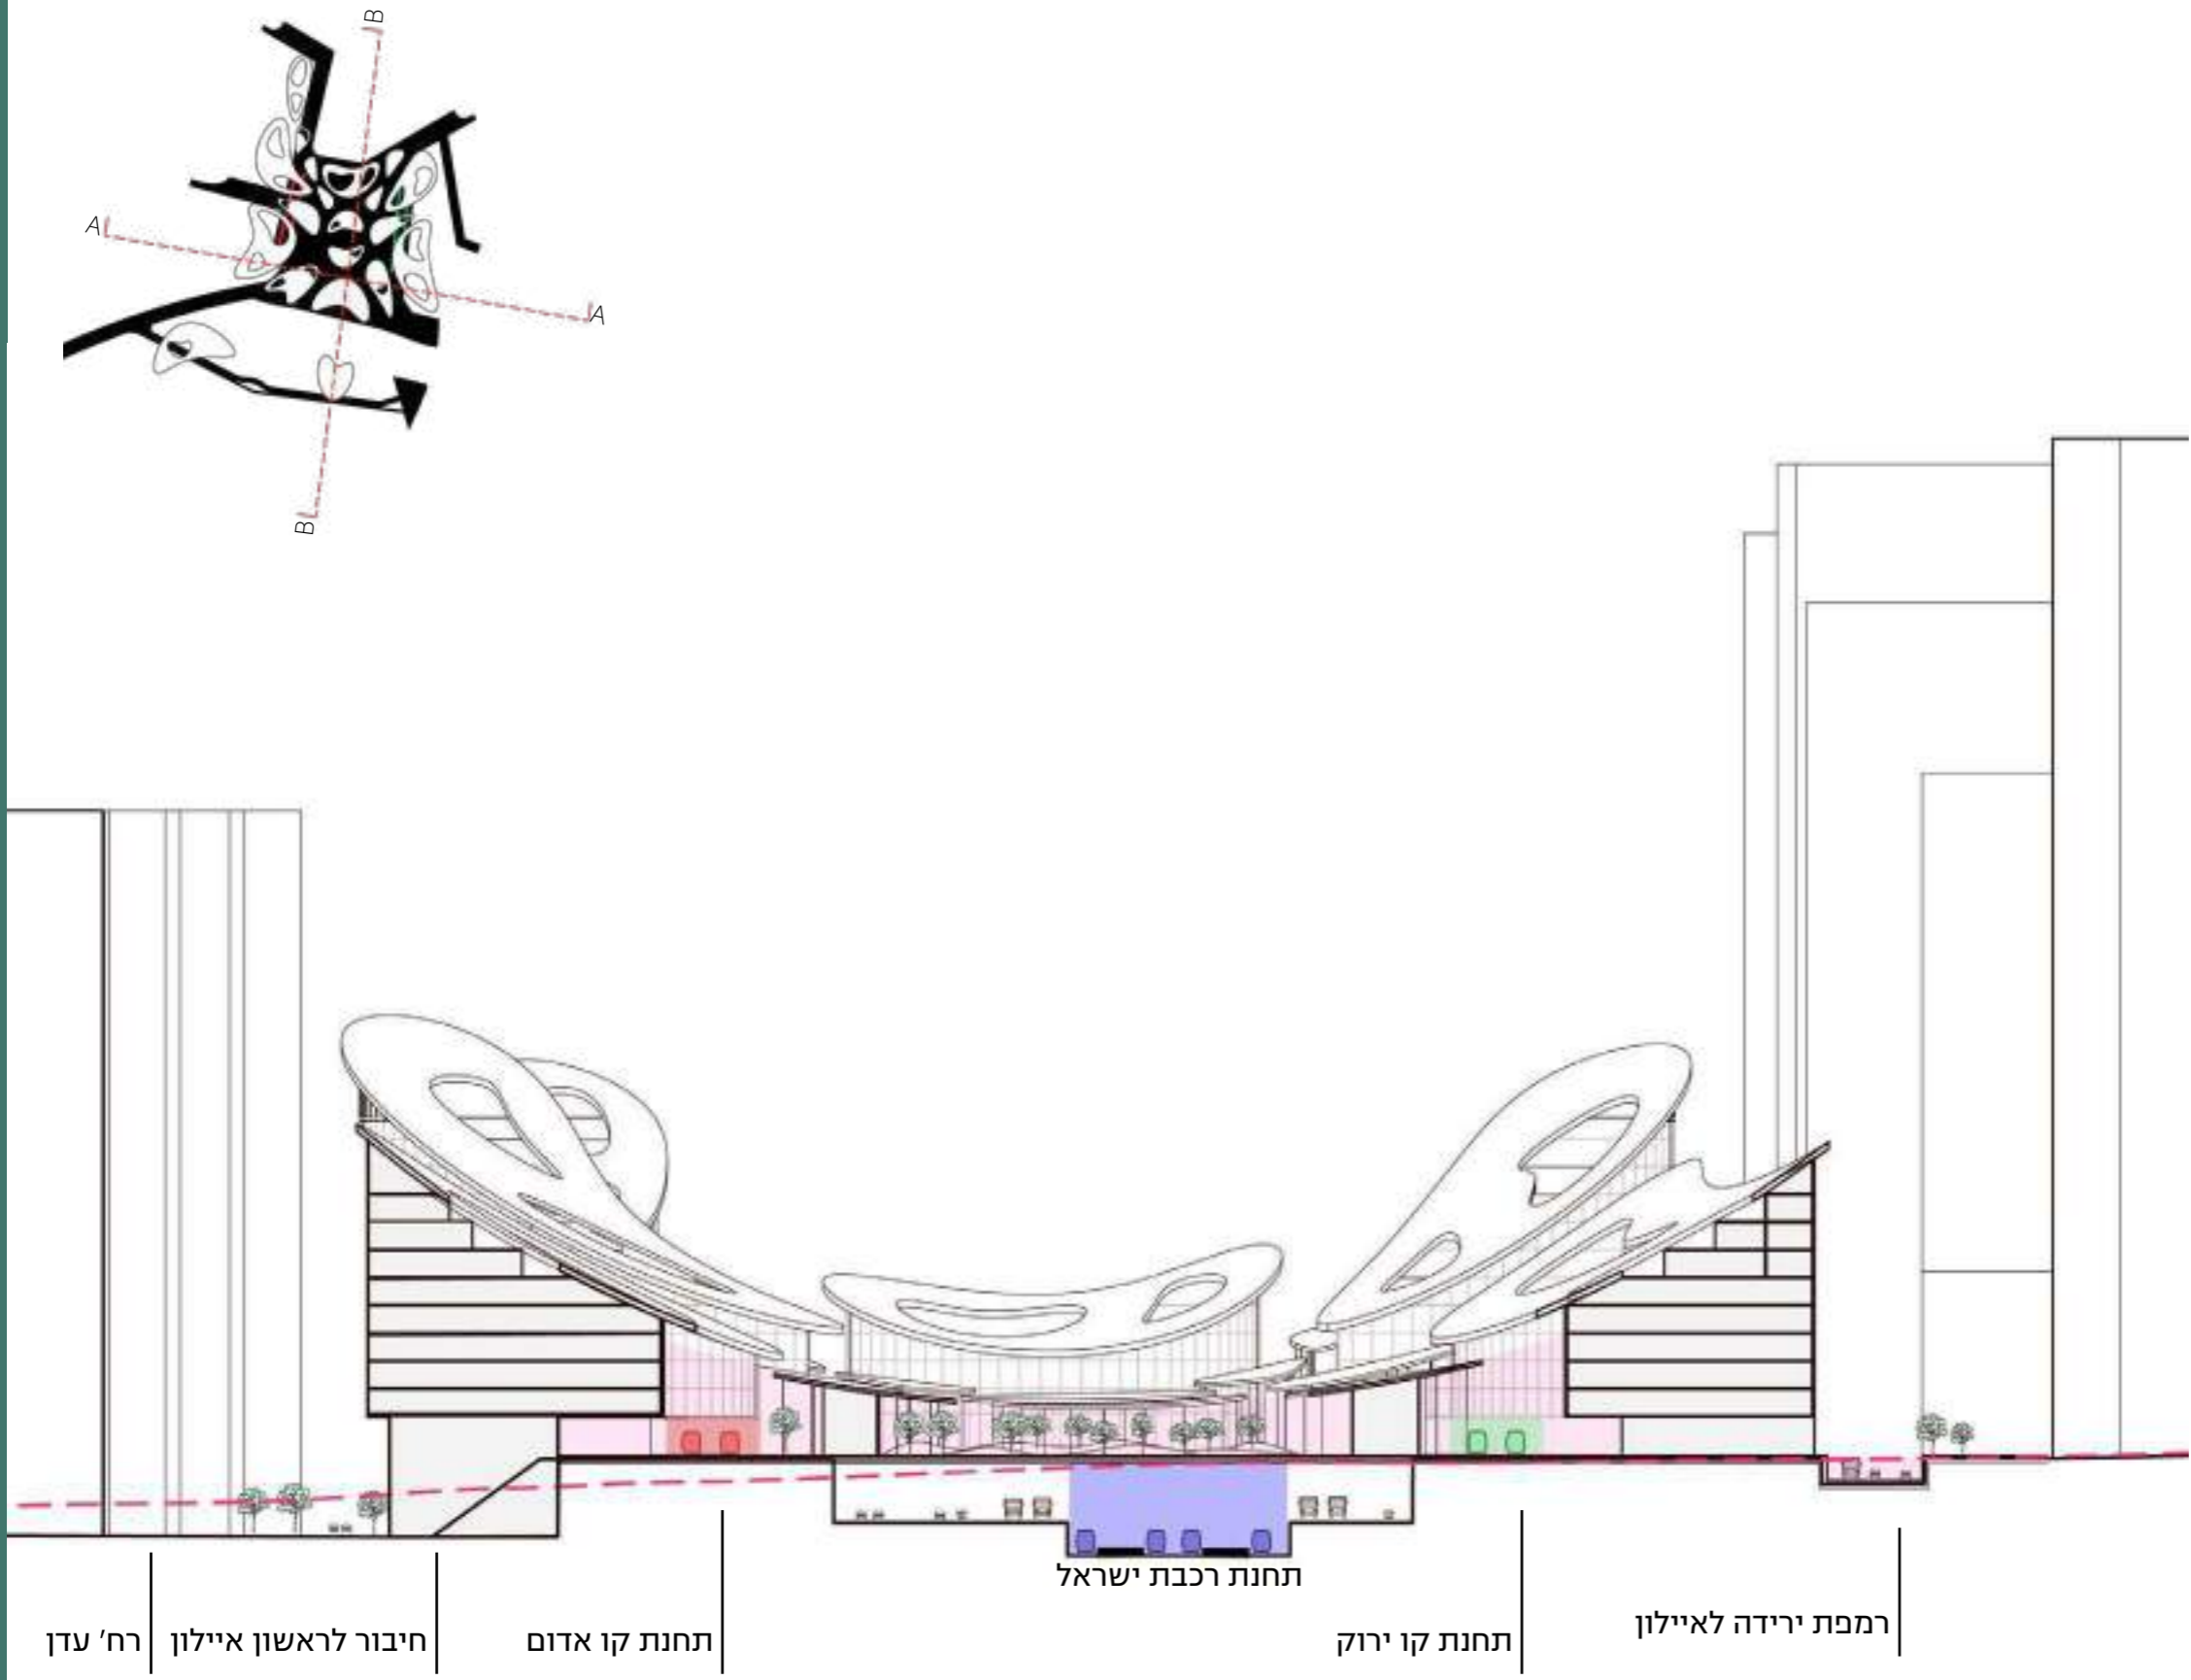 B
A
A
B
תחנת רכבת ישראל
רמפת ירידה לאיילון
תחנת קו ירוק
תחנת קו אדום
חיבור לראשון איילון
רח' עדן